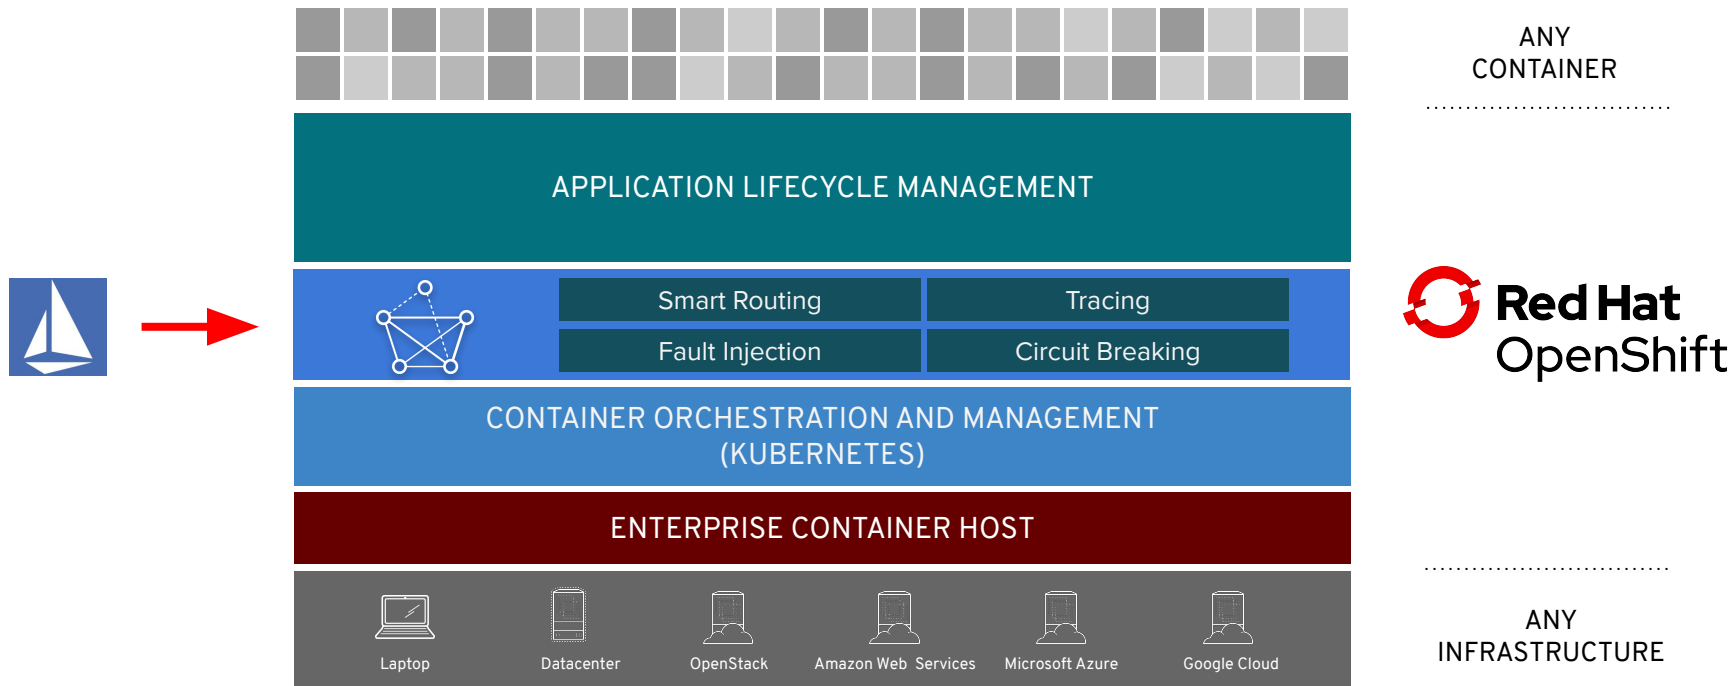 ANY
CONTAINER
APPLICATION LIFECYCLE MANAGEMENT
Smart Routing
Tracing
Fault Injection
Circuit Breaking
Red Hat
OpenShift
CONTAINER ORCHESTRATION AND MANAGEMENT
(KUBERNETES)
ENTERPRISE CONTAINER HOST
Laptop
Datacenter
OpenStack
Amazon Web Services
Microsoft Azure
Google Cloud
ANY
INFRASTRUCTURE